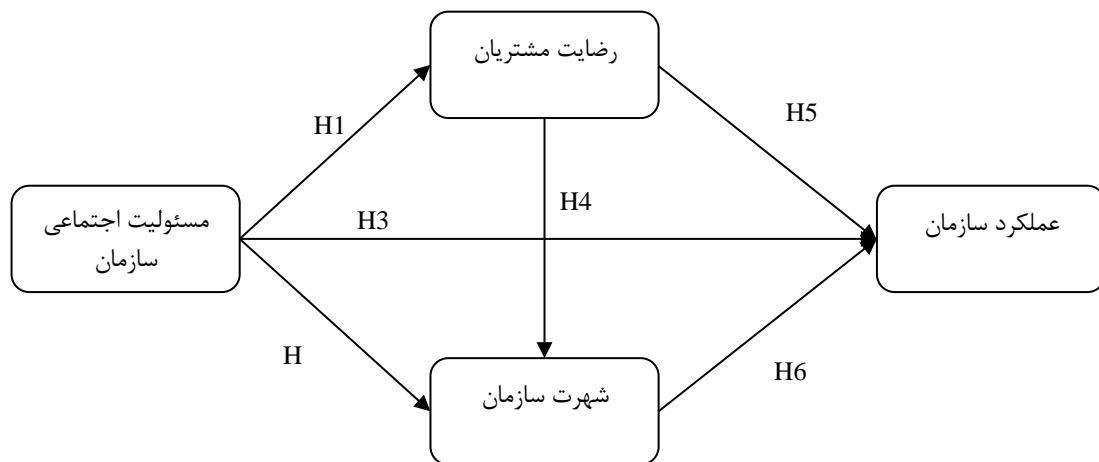 رضایت مشتریان
H1
H5
مسئولیت اجتماعی
سازمان
H3
H4
عملکرد سازمان
H
H6
شهرت سازمان